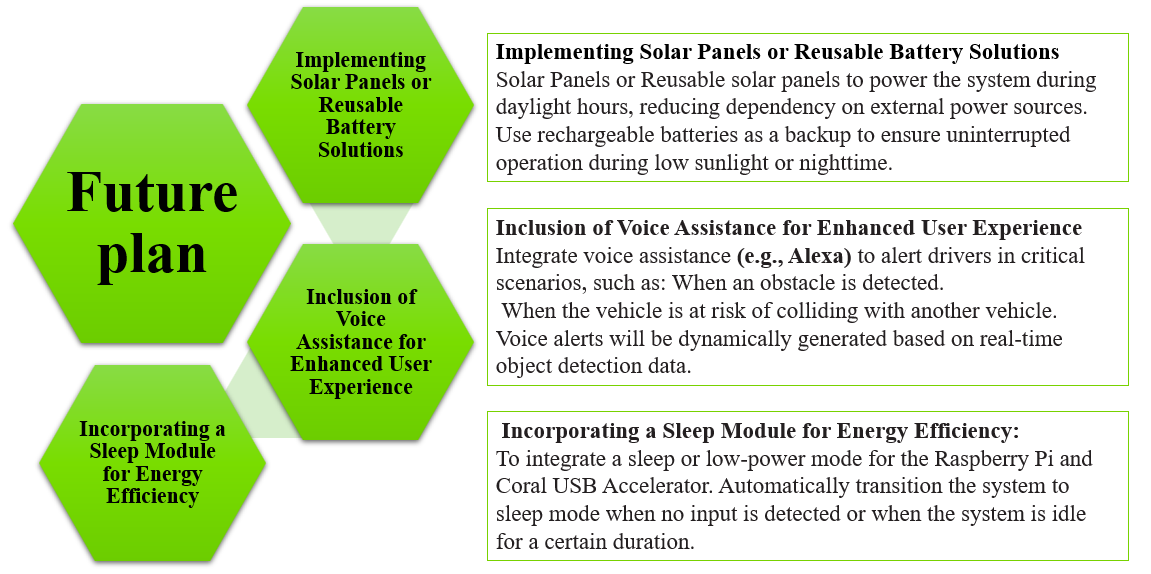 Future
plan
Implementing
Solar Panels or
Reusable
Battery
Solutions
Inclusion of
Voice
Assistance for
Enhanced User
Experience
Incorporating a
Sleep Module
for Energy
Efficiency
Implementing Solar Panels or Reusable Battery Solutions
Solar Panels or Reusable solar panels to power the system during
daylight hours, reducing dependency on external power sources.
Use rechargeable batteries as a backup to ensure uninterrupted
operation during low sunlight or nighttime.
Inclusion of Voice Assistance for Enhanced User Experience
Integrate voice assistance (e.g., Alexa) to alert drivers in critical
scenarios, such as: When an obstacle is detected.
When the vehicle is at risk of colliding with another vehicle.
Voice alerts will be dynamically generated based on real-time
object detection data.
Incorporating a Sleep Module for Energy Efficiency:
To integrate a sleep or low-power mode for the Raspberry Pi and
Coral USB Accelerator. Automatically transition the system to
sleep mode when no input is detected or when the system is idle
for a certain duration.